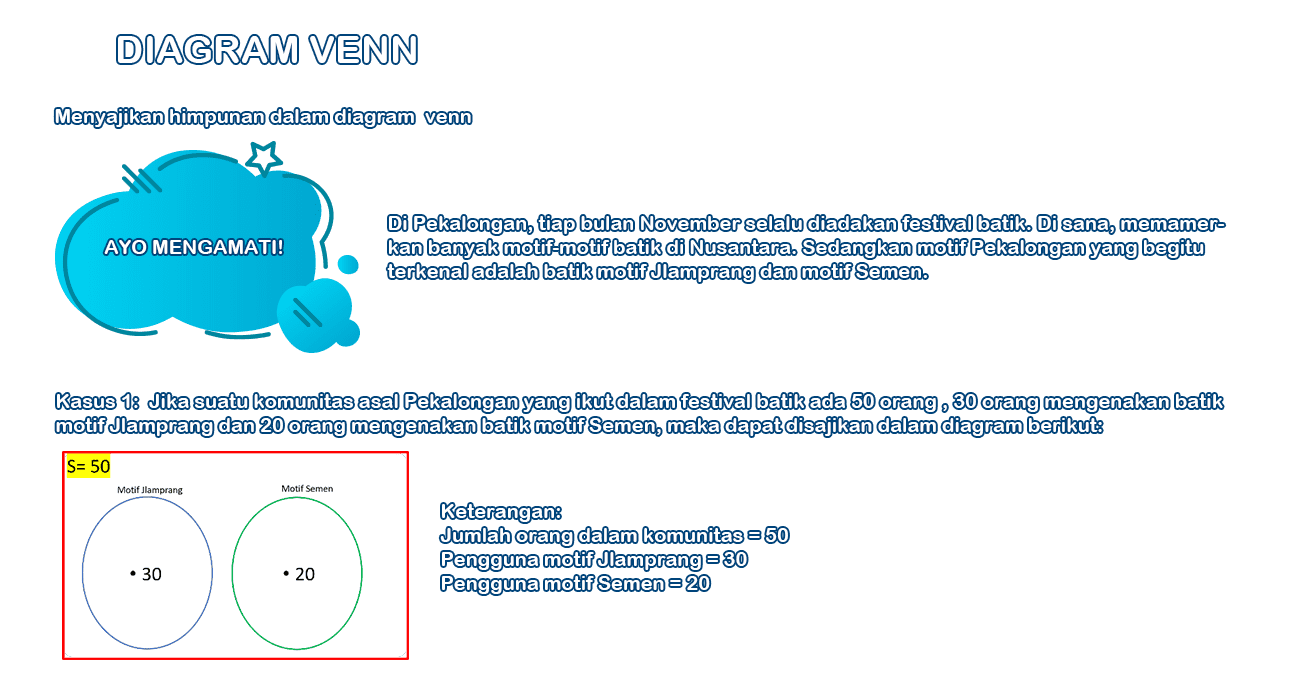 DIAGRAM VENN
Menyajikan himpunan dalam diagram venn
AYO MENGAMATI!
Di Pekalongan, tiap bulan November selalu diadakan festival batik. Di sana, memamer-
kan banyak motif-motif batik di Nusantara. Sedangkan motif Pekalongan yang begitu
terkenal adalah batik motif Jlamprang dan motif Semen.
Kasus 1: Jika suatu komunitas asal Pekalongan yang ikut dalam festival batik ada 50 orang , 30 orang mengenakan batik
motif Jlamprang dan 20 orang mengenakan batik motif Semen, maka dapat disajikan dalam diagram berikut:
S= 50
Motif Jlamprang
Motif Semen
• 30
• 20
Keterangan:
Jumlah orang dalam komunitas = 50
Pengguna motif Jlamprang = 30
Pengguna motif Semen = 20